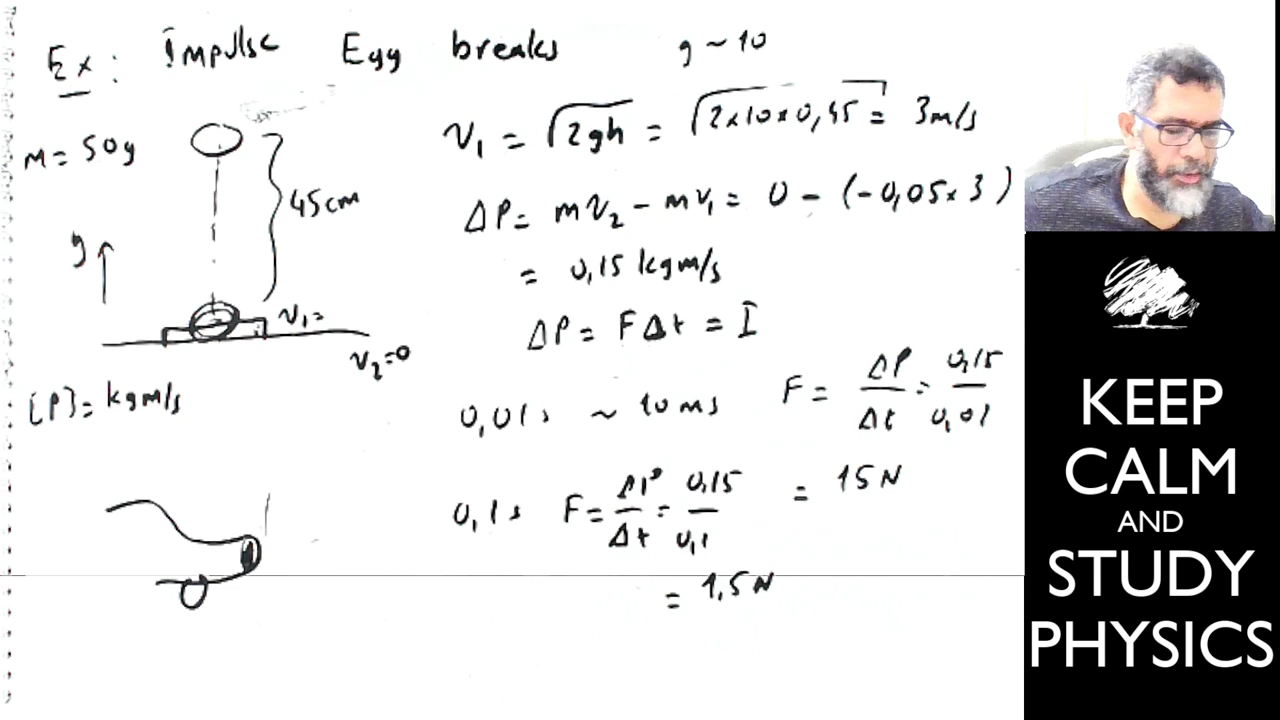 Ex: Impulse Egg breaks g ~ 10
m = 50g
45cm
y
v₁=
v₂=0
[P]= kgm/s
v₁ = √2gh = √2×10×0,45 = 3m/s
ΔP = mv₂ - mv₁ = 0 - (-0,05×3)
= 0,15 kgm/s
ΔP = FΔt = I
0,01s ~ 10ms F = ΔP/Δt = 0,15/0,01
= 15N
0,1s F = ΔP/Δt = 0,15/0,1
= 1,5N
KEEP
CALM
AND
STUDY
PHYSICS